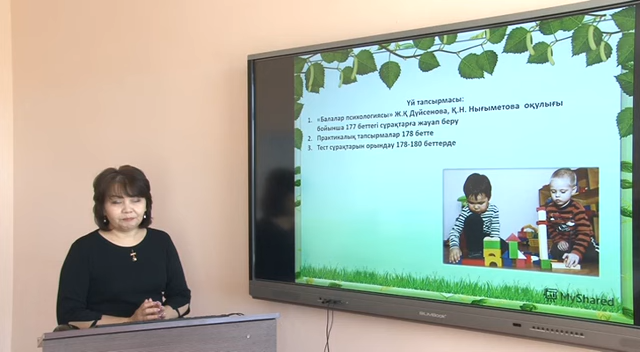 Үй тапсырмасы:
1. «Балалар психологиясы» Ж.Қ Дүйсенова, Қ.Н. Нығыметова оқулығы
бойынша 177 беттегі сұрақтарға жауап беру
2. Практикалық тапсырмалар 178 бетте
3. Тест сұрақтарын орындау 178-180 беттерде
MyShared